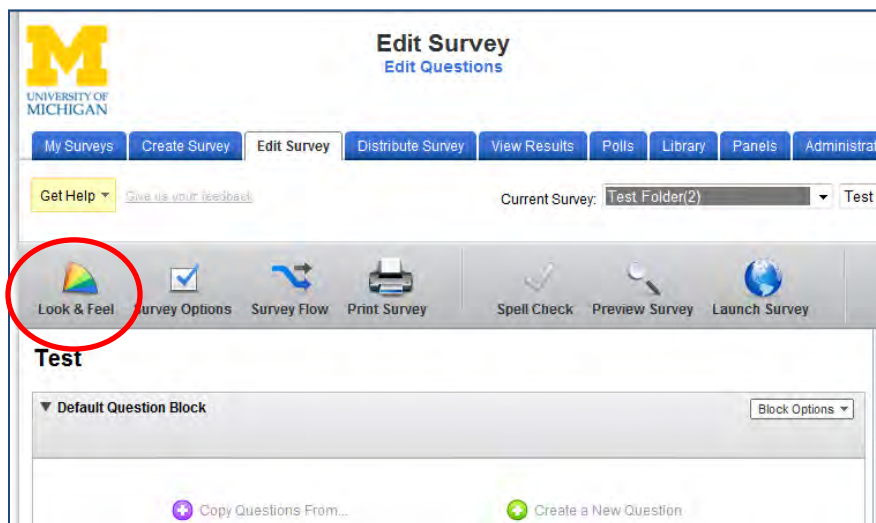 Edit Survey
Edit Questions
M
UNIVERSITY OF
MICHIGAN
My Surveys Create Survey Edit Survey Distribute Survey View Results Polls Library Panels Administrat
Get Help Give us your feedback Current Survey: Test Folder(2) Test
Look & Feel Survey Options Survey Flow Print Survey Spell Check Preview Survey Launch Survey
Test
Default Question Block Block Options
Copy Questions From... Create a New Question